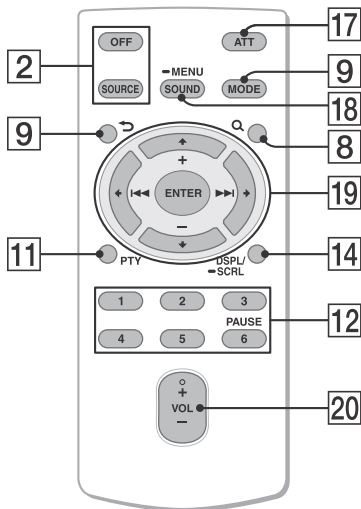 OFF
ATT
17
2
MENU
9
SOURCE
SOUND
MODE
18
9
8
+
ENTER
19
−
11
PTY
DSPL/
SCRL
14
1
2
3
12
PAUSE
4
5
6
+
VOL
20
−